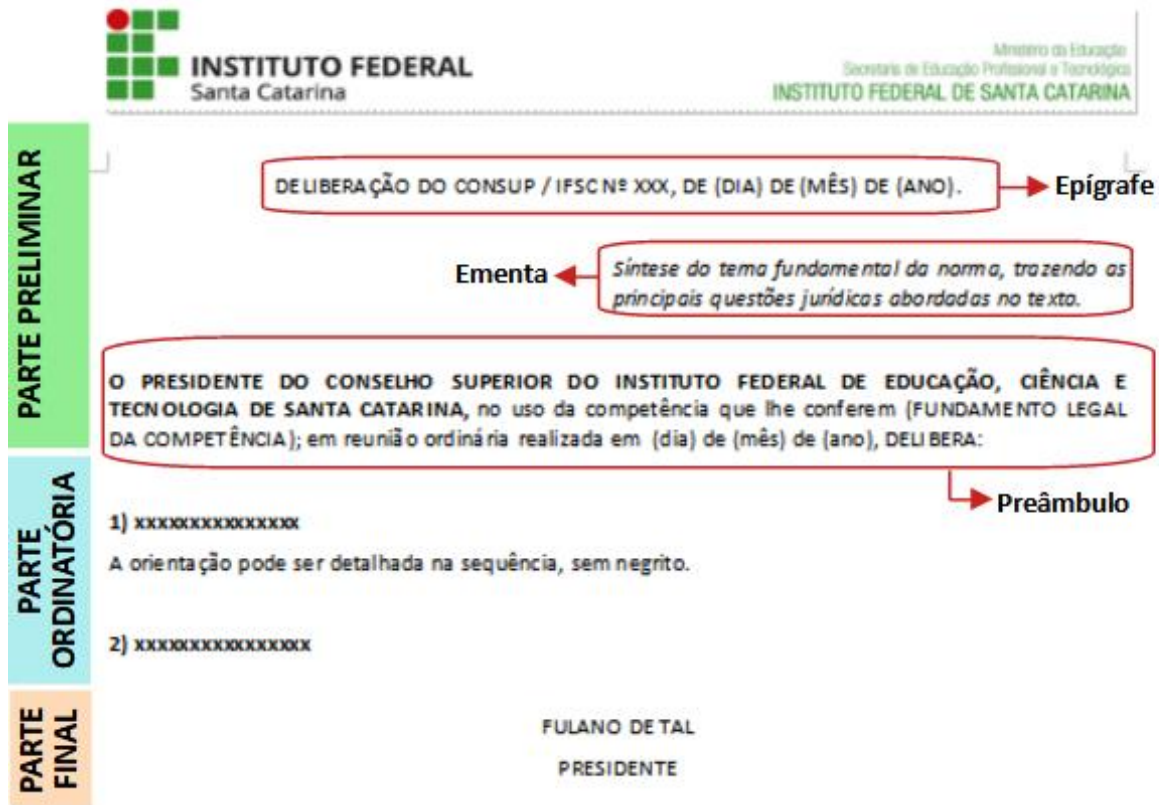 INSTITUTO FEDERAL
Santa Catarina
Ministério da Educação
Secretaria de Educação Profissional e Tecnológica
INSTITUTO FEDERAL DE SANTA CATARINA
PARTE PRELIMINAR
DELIBERAÇÃO DO CONSUP / IFSC Nº XXX, DE (DIA) DE (MÊS) DE (ANO).
Epígrafe
Ementa
Síntese do tema fundamental da norma, trazendo as
principais questões jurídicas abordadas no texto.
O PRESIDENTE DO CONSELHO SUPERIOR DO INSTITUTO FEDERAL DE EDUCAÇÃO, CIÊNCIA E
TECNOLOGIA DE SANTA CATARINA, no uso da competência que lhe conferem (FUNDAMENTO LEGAL
DA COMPETÊNCIA); em reunião ordinária realizada em (dia) de (mês) de (ano), DELIBERA:
Preâmbulo
PARTE
ORDINATÓRIA
1) xxxxxxxxxxxxxxx
A orientação pode ser detalhada na sequência, sem negrito.
2) xxxxxxxxxxxxxxxx
PARTE
FINAL
FULANO DE TAL
PRESIDENTE